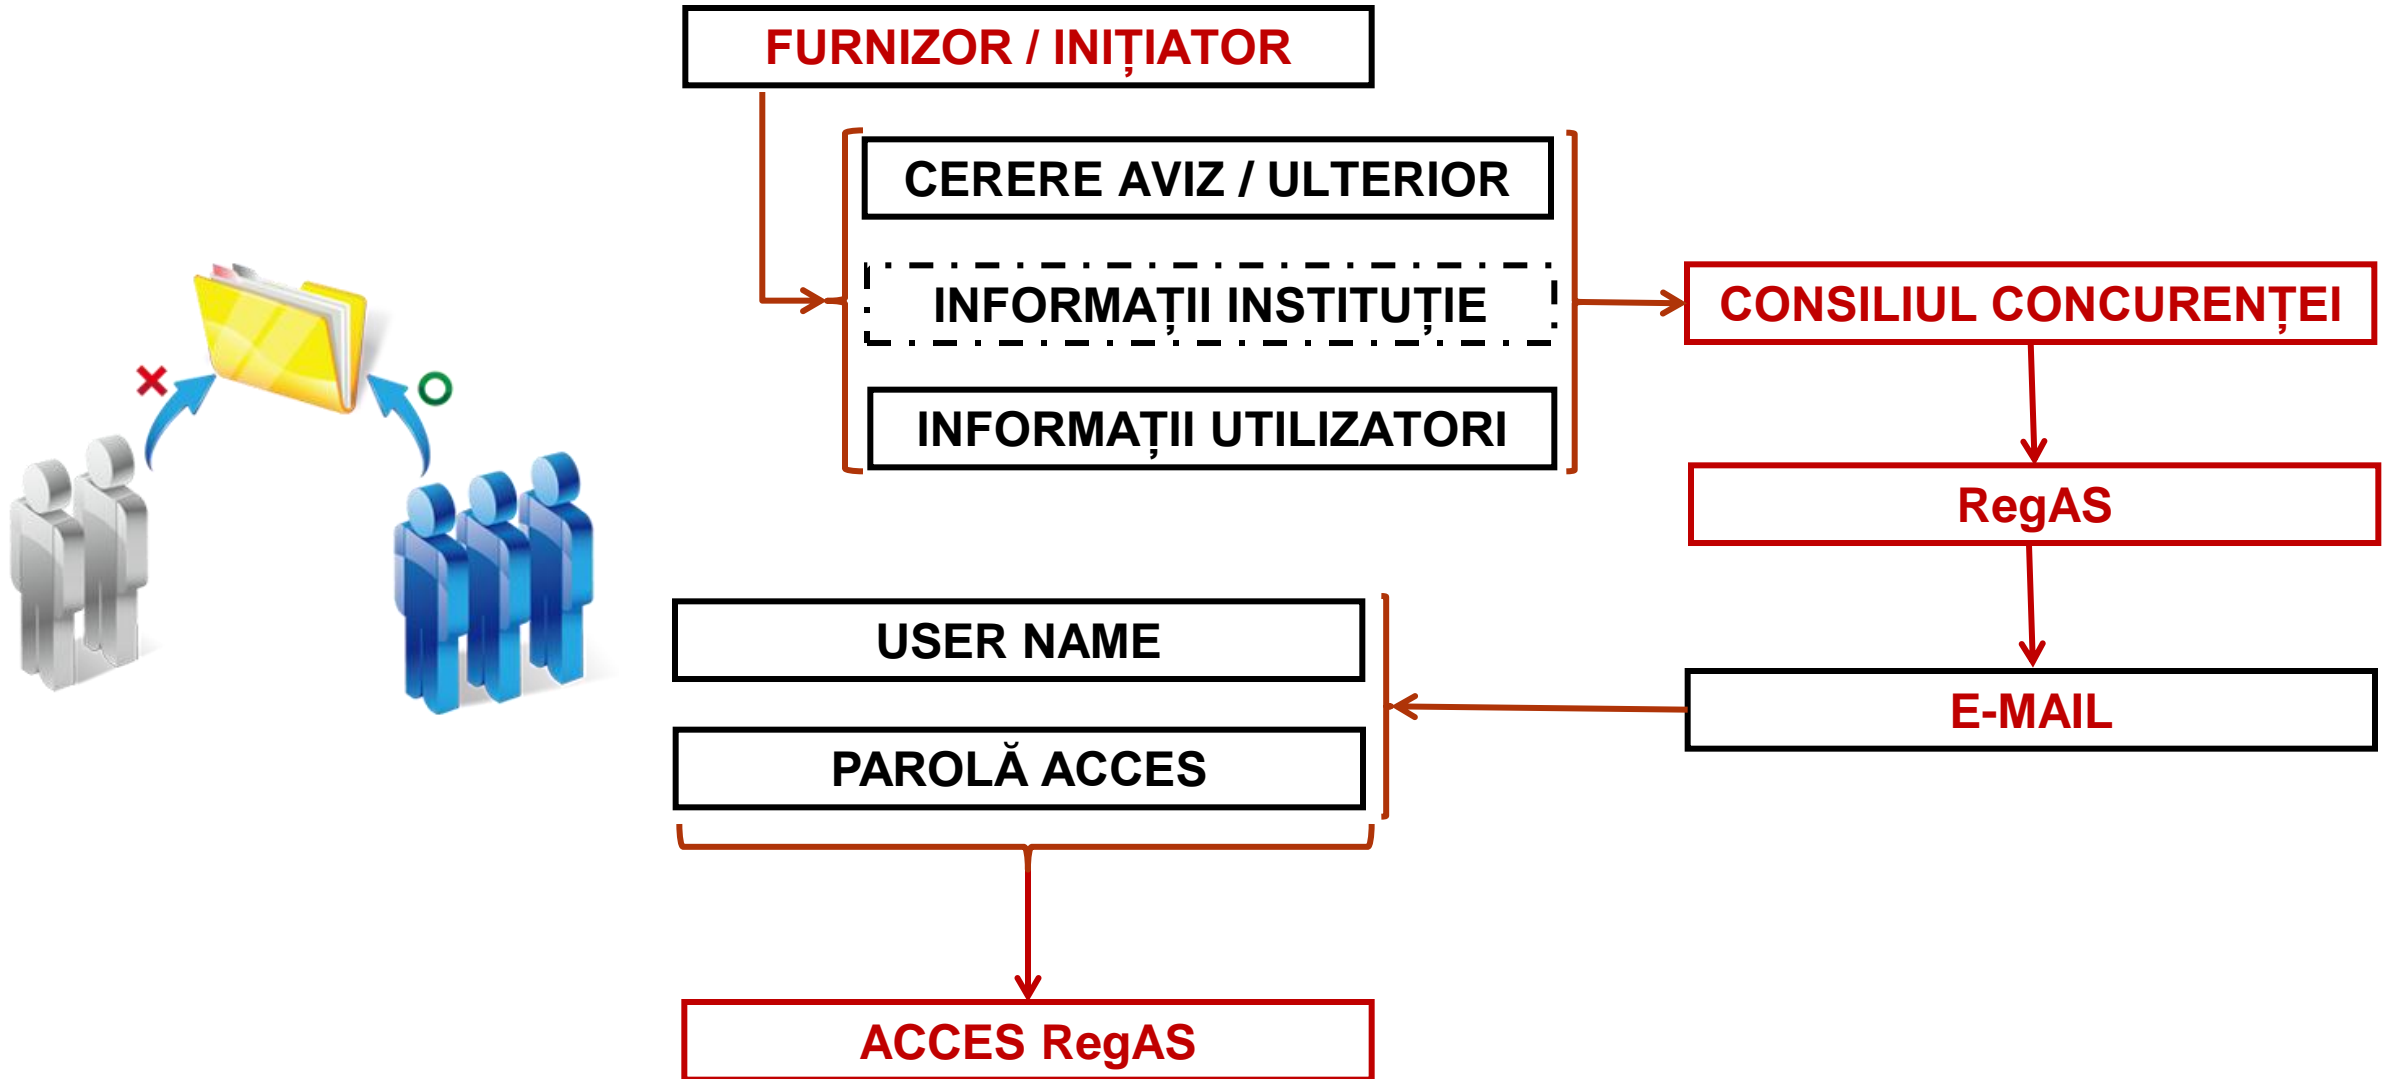 FURNIZOR / INIȚIATOR
CERERE AVIZ / ULTERIOR
INFORMAȚII INSTITUȚIE
CONSILIUL CONCURENȚEI
INFORMAȚII UTILIZATORI
RegAS
USER NAME
E-MAIL
PAROLĂ ACCES
ACCES RegAS